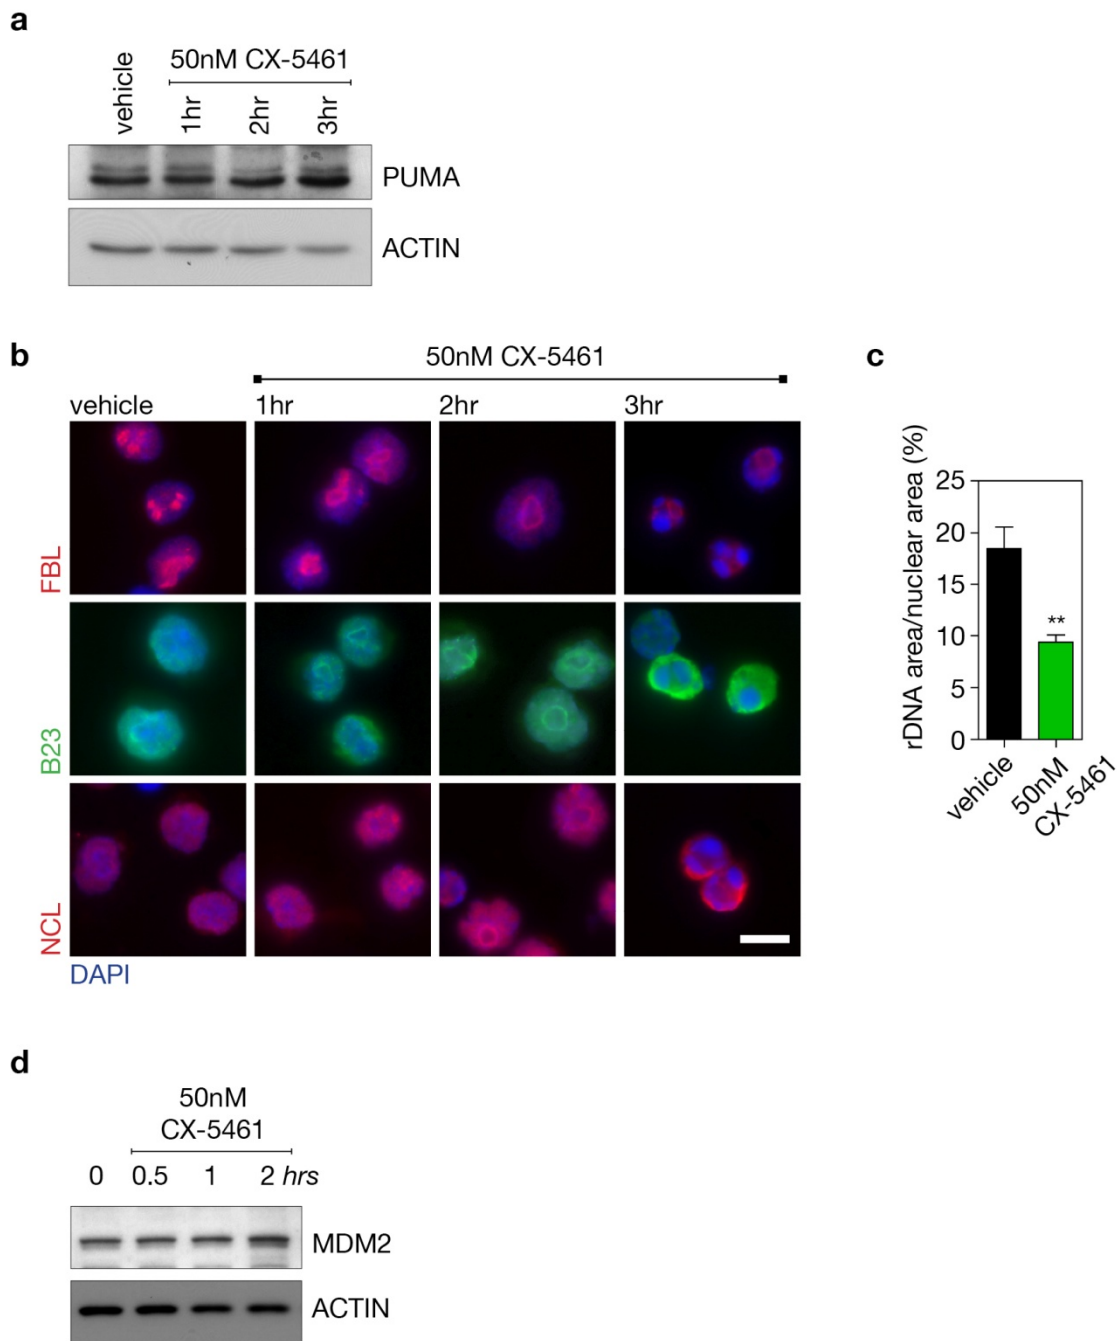 a
50nM CX-5461
vehicle
1hr
2hr
3hr
PUMA
ACTIN
b
50nM CX-5461
vehicle
1hr
2hr
3hr
FBL
B23
NCL
DAPI
c
rDNA area/nuclear area (%)
25
20
15
10
5
0
**
vehicle
50nM
CX-5461
d
50nM
CX-5461
0 0.5 1 2 hrs
MDM2
ACTIN